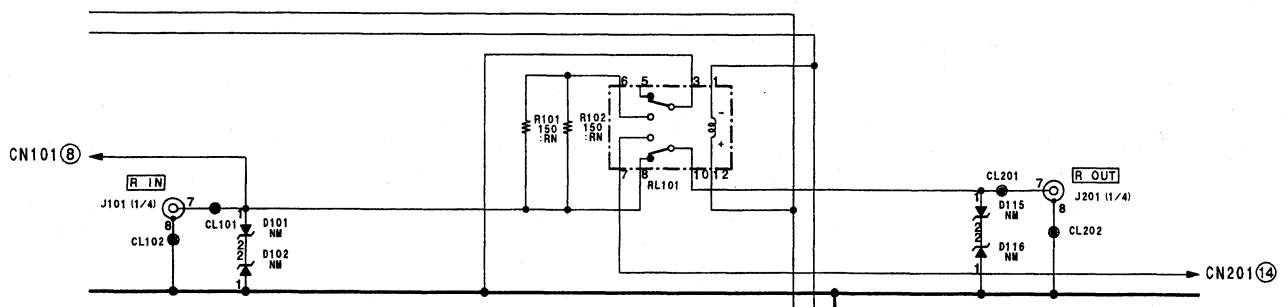 6 5 3 1
R101
150
:RN
R102
150
:RN
-
+
7 8 10 12
RL101
CN101⑧
R IN
J101 (1/4)
7
8
CL101
CL102
1
D101
NM
2
2
D102
NM
1
CL201
7
R OUT
J201 (1/4)
8
1
D115
NM
2
2
D116
NM
1
CL202
CN201⑭